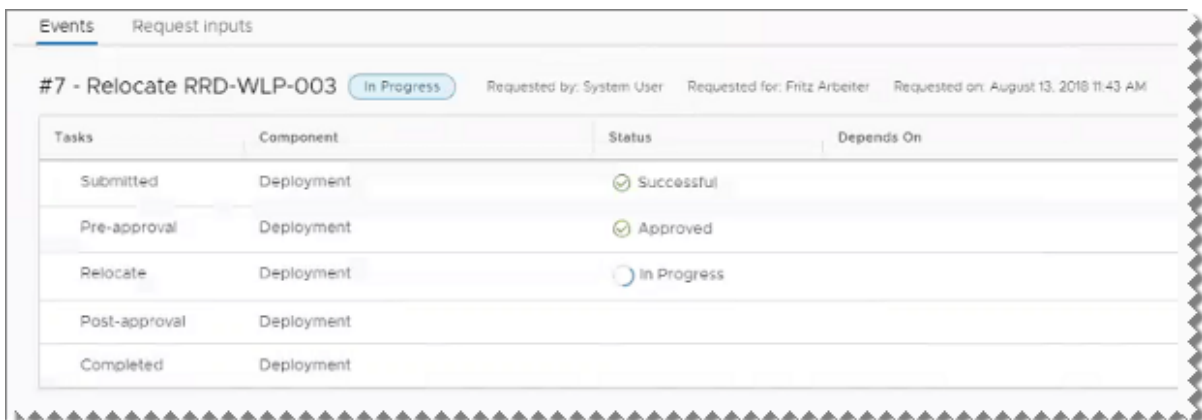 Events Request inputs
#7 - Relocate RRD-WLP-003 In Progress Requested by: System User Requested for: Fritz Arbeiter Requested on: August 13, 2018 11:43 AM
Tasks Component Status Depends On
Submitted Deployment Successful
Pre-approval Deployment Approved
Relocate Deployment In Progress
Post-approval Deployment
Completed Deployment